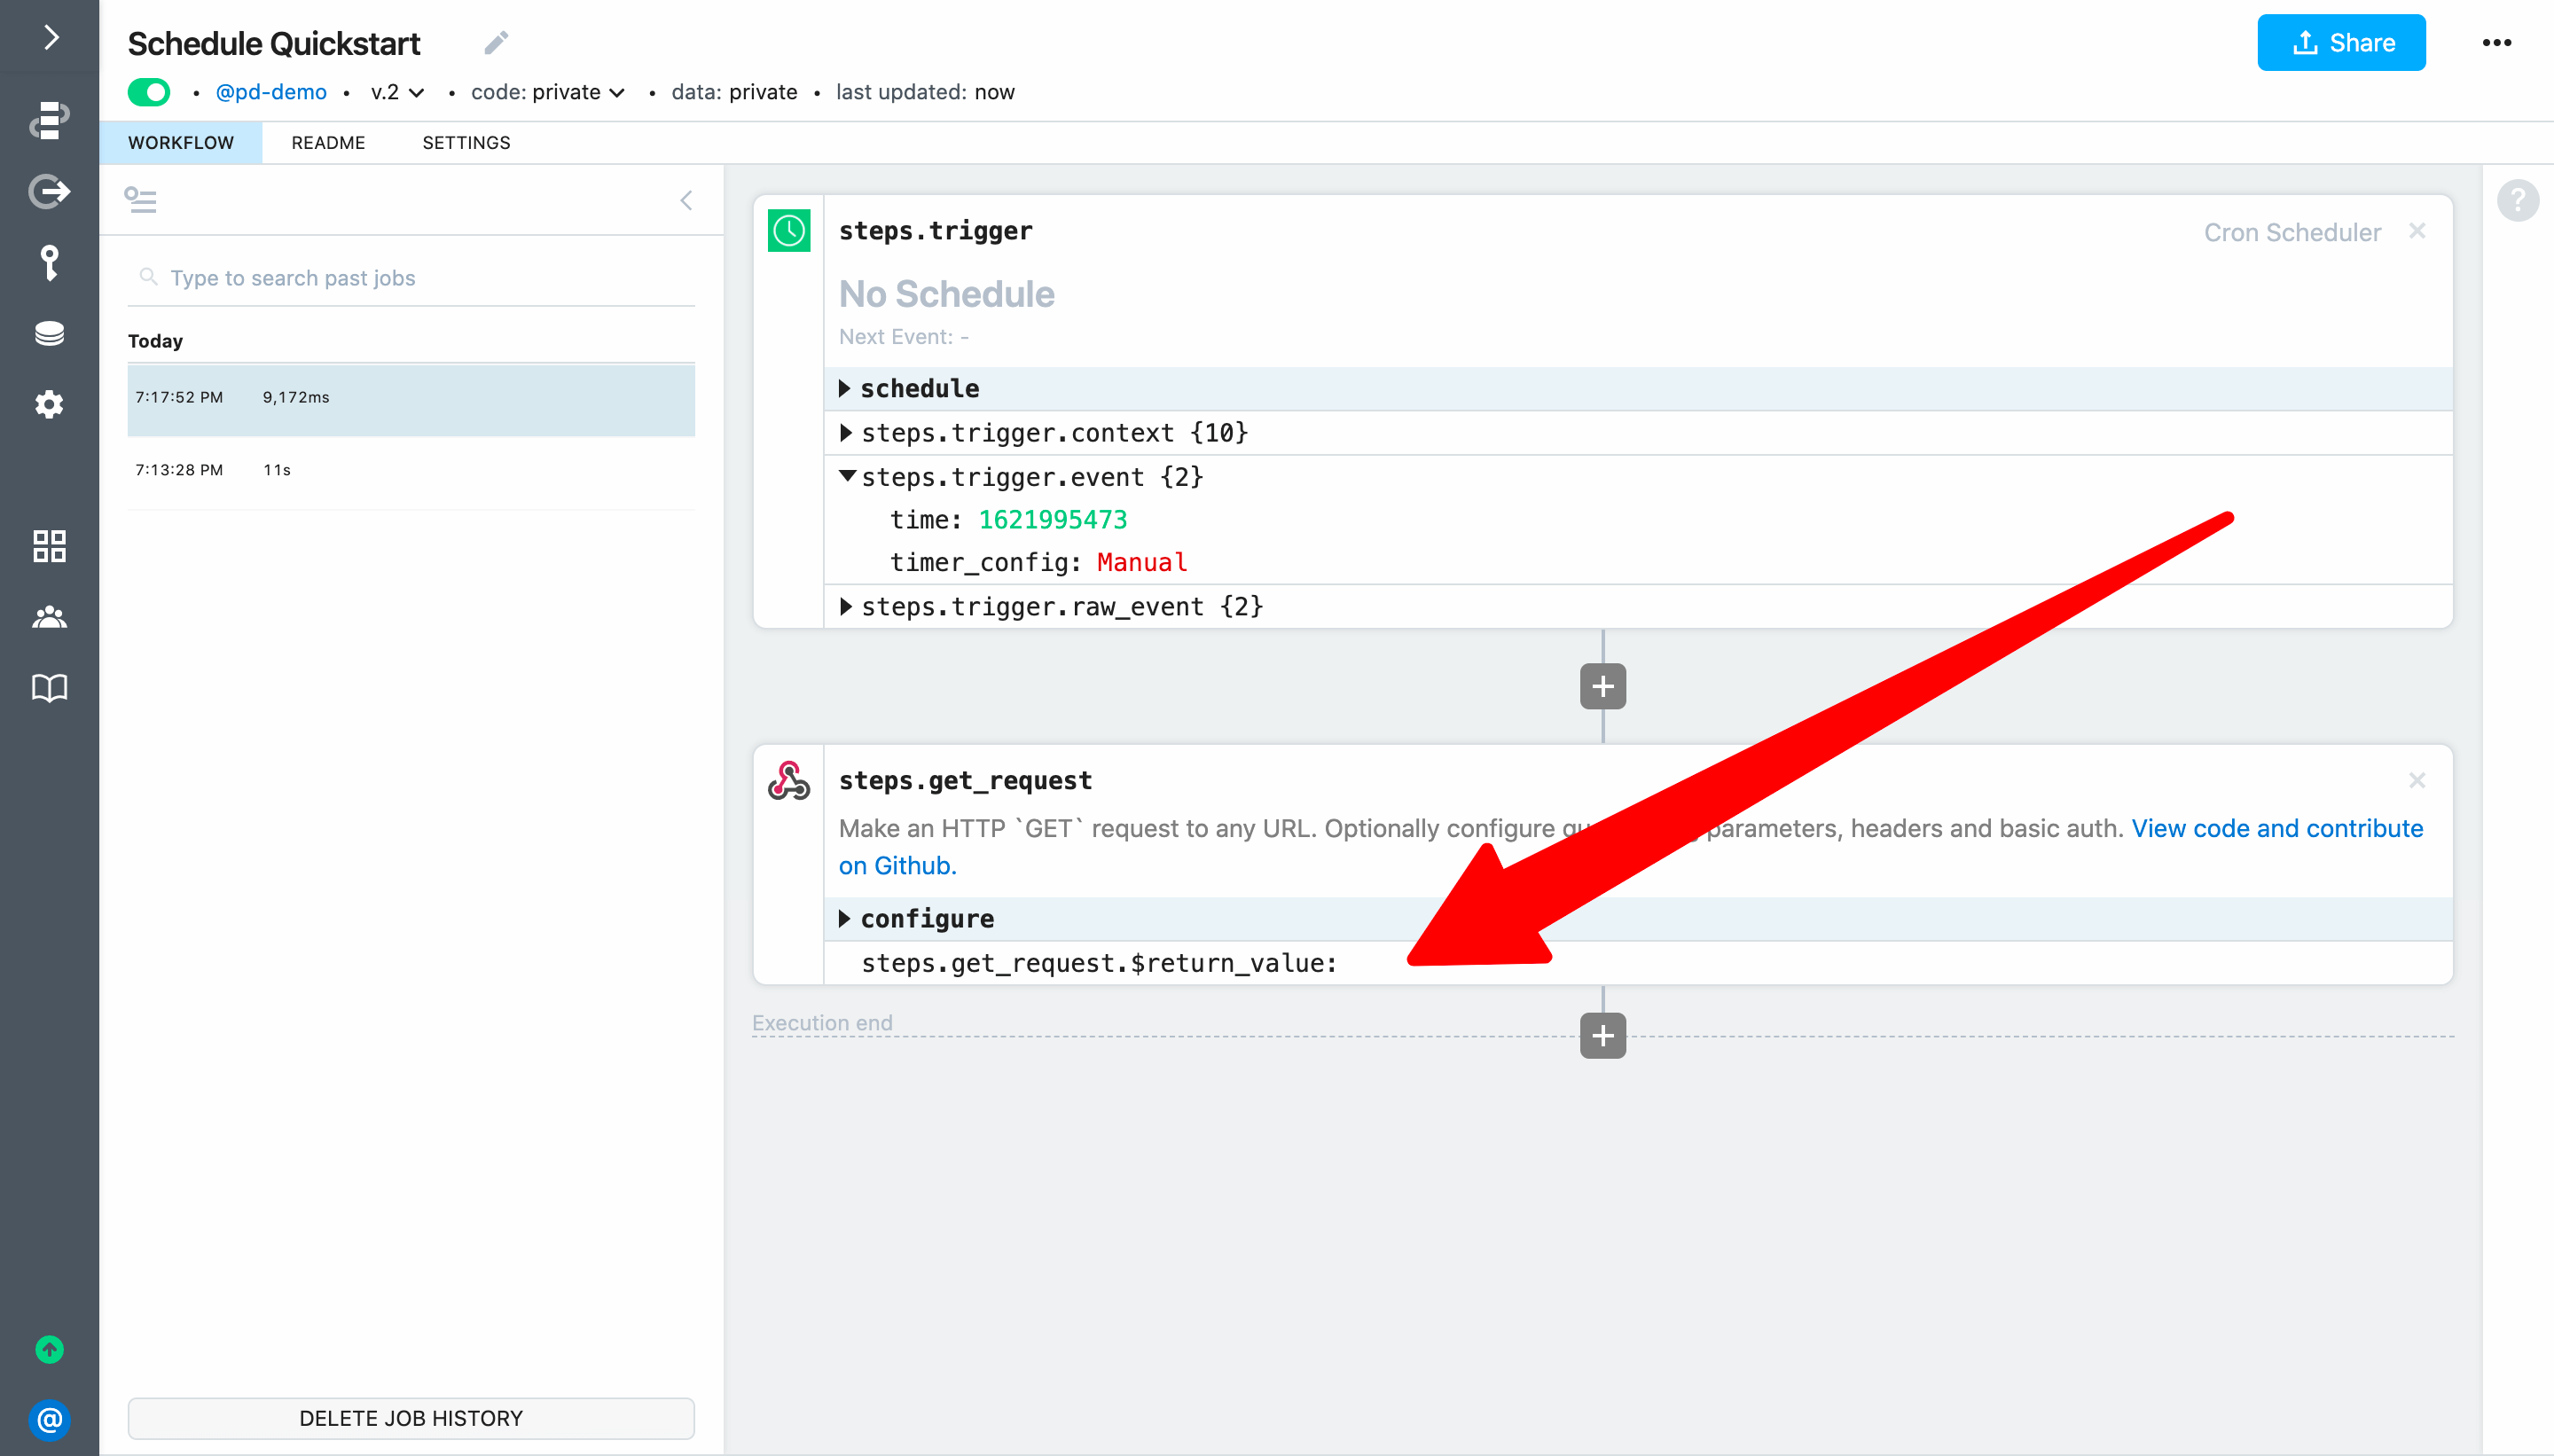 Schedule Quickstart
Share
• @pd-demo • v.2 • code: private • data: private • last updated: now
WORKFLOW README SETTINGS
Type to search past jobs
Today
7:17:52 PM 9,172ms
7:13:28 PM 11s
DELETE JOB HISTORY
steps.trigger
Cron Scheduler
No Schedule
Next Event: -
schedule
steps.trigger.context {10}
steps.trigger.event {2}
time: 1621995473
timer_config: Manual
steps.trigger.raw_event {2}
steps.get_request
Make an HTTP `GET` request to any URL. Optionally configure parameters, headers and basic auth. View code and contribute
on Github.
configure
steps.get_request.$return_value:
Execution end